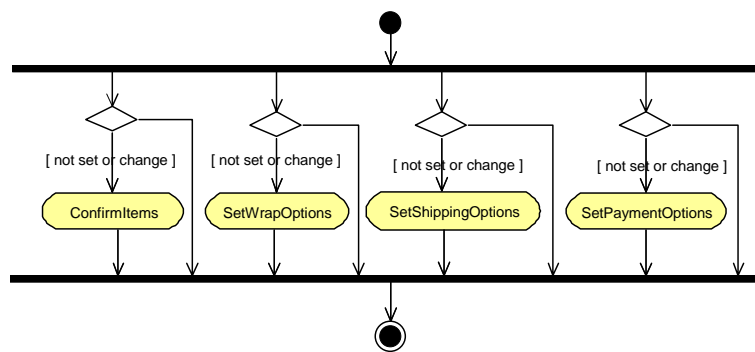 [ not set or change ]
[ not set or change ]
[ not set or change ]
[ not set or change ]
ConfirmItems
SetWrapOptions
SetShippingOptions
SetPaymentOptions